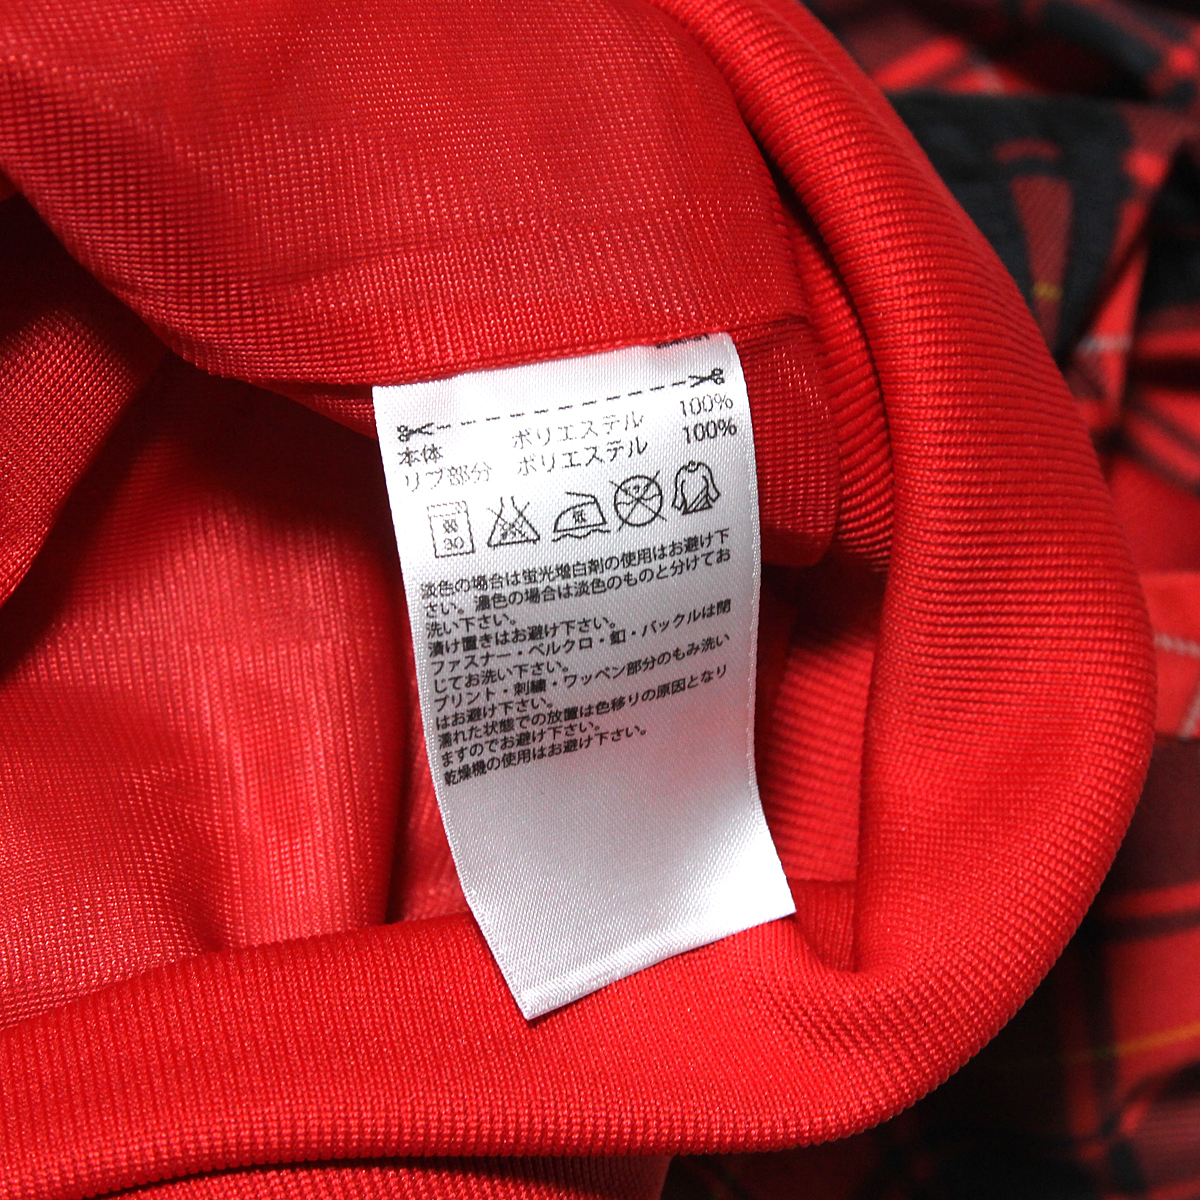 本体 ポリエステル 100%
リブ部分 ポリエステル 100%
30
淡色の場合は蛍光増白剤の使用はお避け下
さい。濃色の場合は淡色のものと分けてお
洗い下さい。
漬け置きはお避け下さい。
ファスナー・ベルクロ・釦・バックルは閉
じてお洗い下さい。
プリント・刺繍・ワッペン部分のもみ洗い
はお避け下さい。
濡れた状態での放置は色移りの原因となり
ますのでお避け下さい。
乾燥機の使用はお避け下さい。